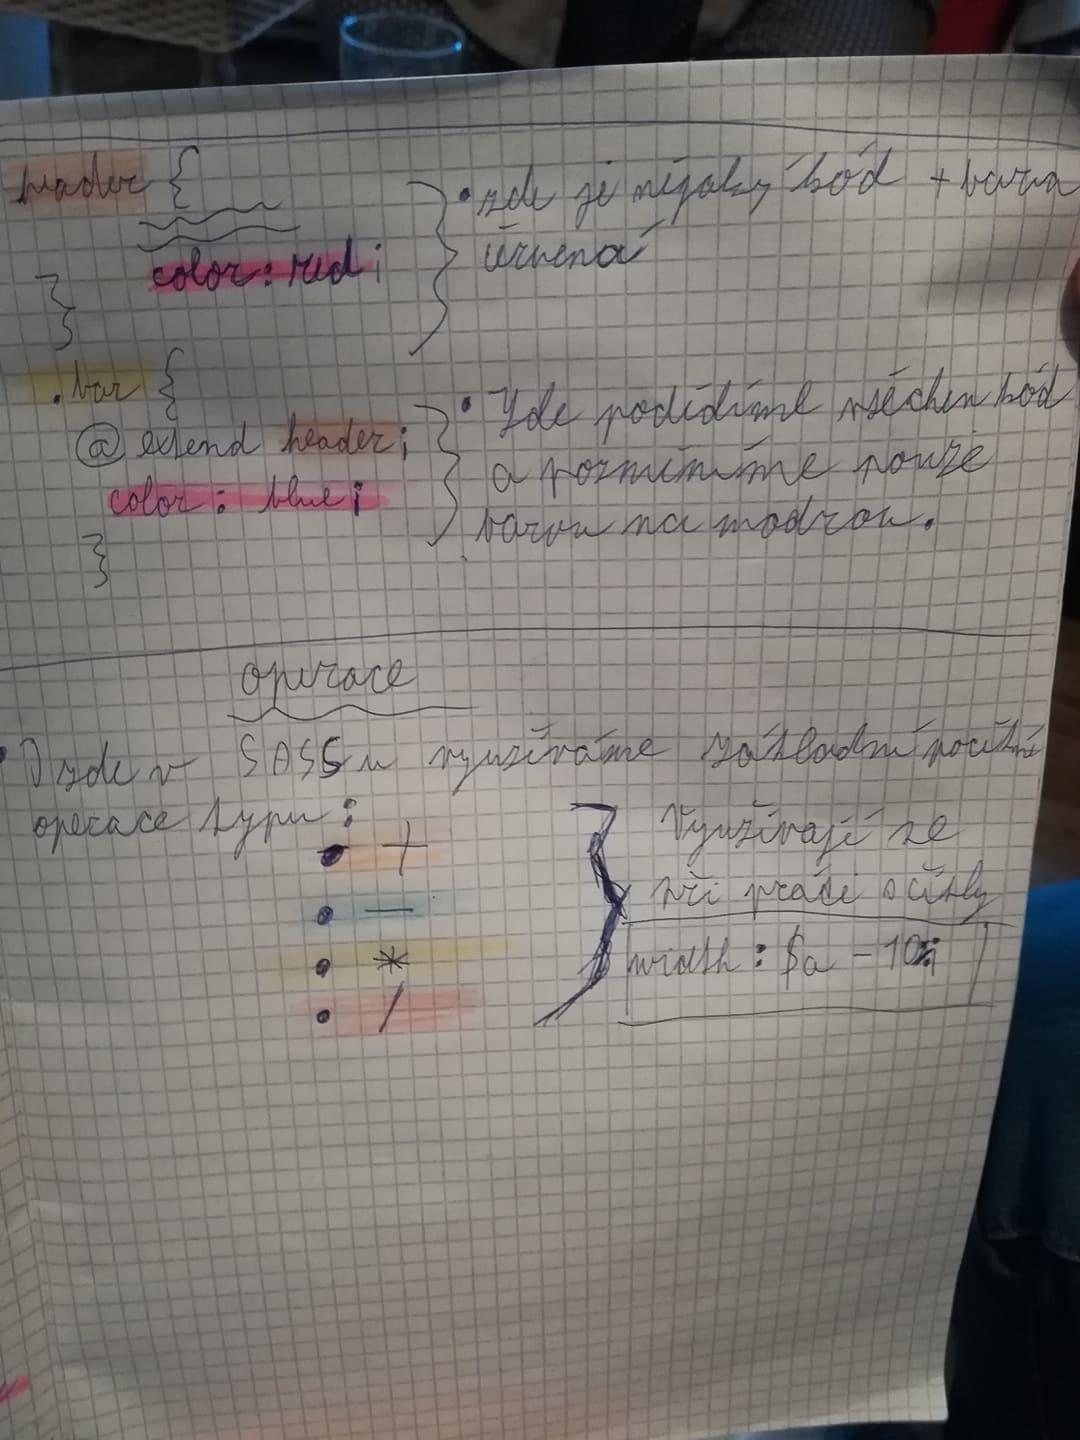 header {
color: red;
}
• zde je nějaký kód + barva
červená
.bar {
@extend header;
color: blue;
}
• Zde podědíme všechen kód
a pozměníme pouze
barvu na modrou.
operace
• I zde v SASSu využíváme základní početní
operace typu:
• +
• -
• *
• /
Využívají se
při práci s čísly
width: $a - 10%;